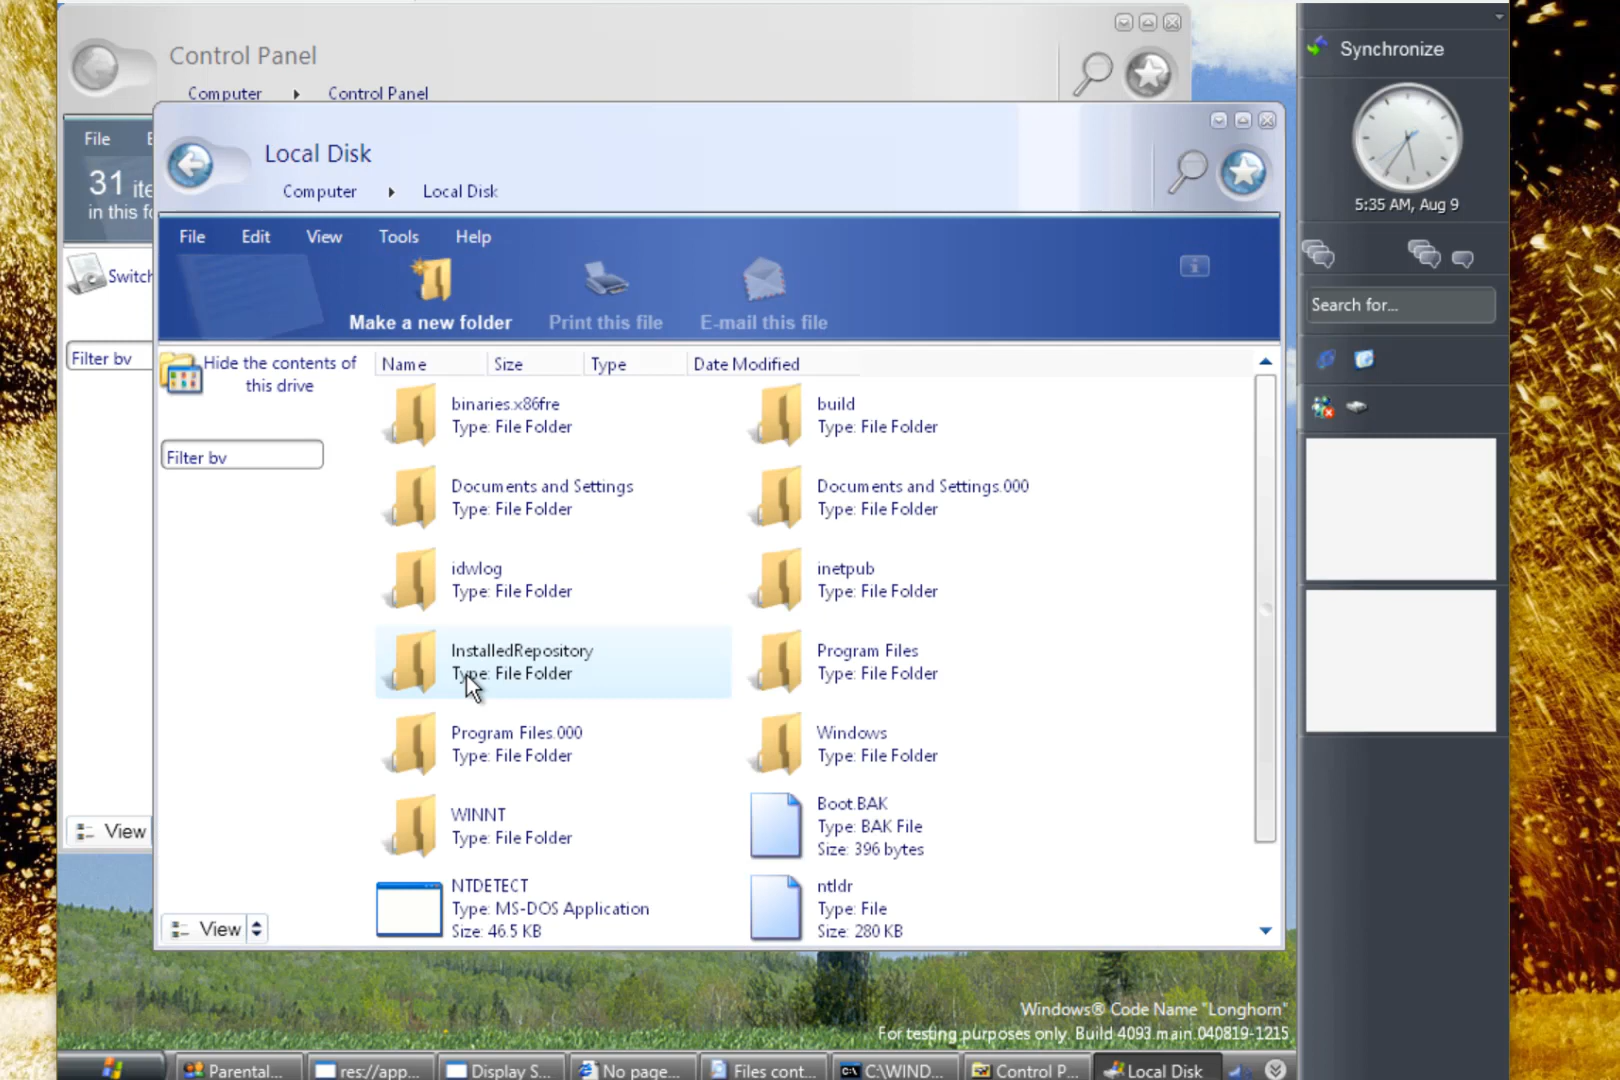 Control Panel
Computer
Control Panel
File
31 ite
in this fo
Switch
Filter by
View
Local Disk
Computer
Local Disk
File
Edit
View
Tools
Help
Make a new folder
Print this file
E-mail this file
Hide the contents of
this drive
Filter by
View
Name
Size
Type
Date Modified
binaries.x86fre
Type: File Folder
build
Type: File Folder
Documents and Settings
Type: File Folder
Documents and Settings.000
Type: File Folder
idwlog
Type: File Folder
inetpub
Type: File Folder
InstalledRepository
Type: File Folder
Program Files
Type: File Folder
Program Files.000
Type: File Folder
Windows
Type: File Folder
WINNT
Type: File Folder
Boot.BAK
Type: BAK File
Size: 396 bytes
NTDETECT
Type: MS-DOS Application
Size: 46.5 KB
ntldr
Type: File
Size: 280 KB
Synchronize
5:35 AM, Aug 9
Search for...
Windows® Code Name "Longhorn"
For testing purposes only. Build 4093.main.040819-1215
Parental...
res://app...
Display S...
No page...
Files cont...
C:\WIND...
Control P...
Local Disk